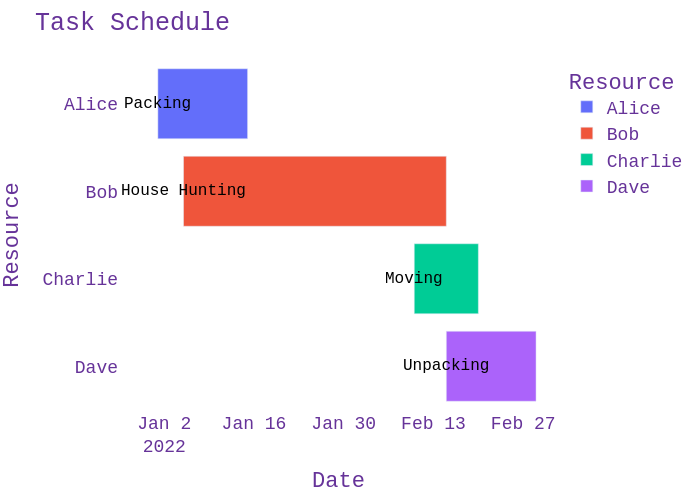 Task Schedule
Resource
Alice
Bob
Charlie
Dave
Alice
Packing
Bob
House Hunting
Charlie
Moving
Dave
Unpacking
Resource
Jan 2 Jan 16 Jan 30 Feb 13 Feb 27
2022
Date